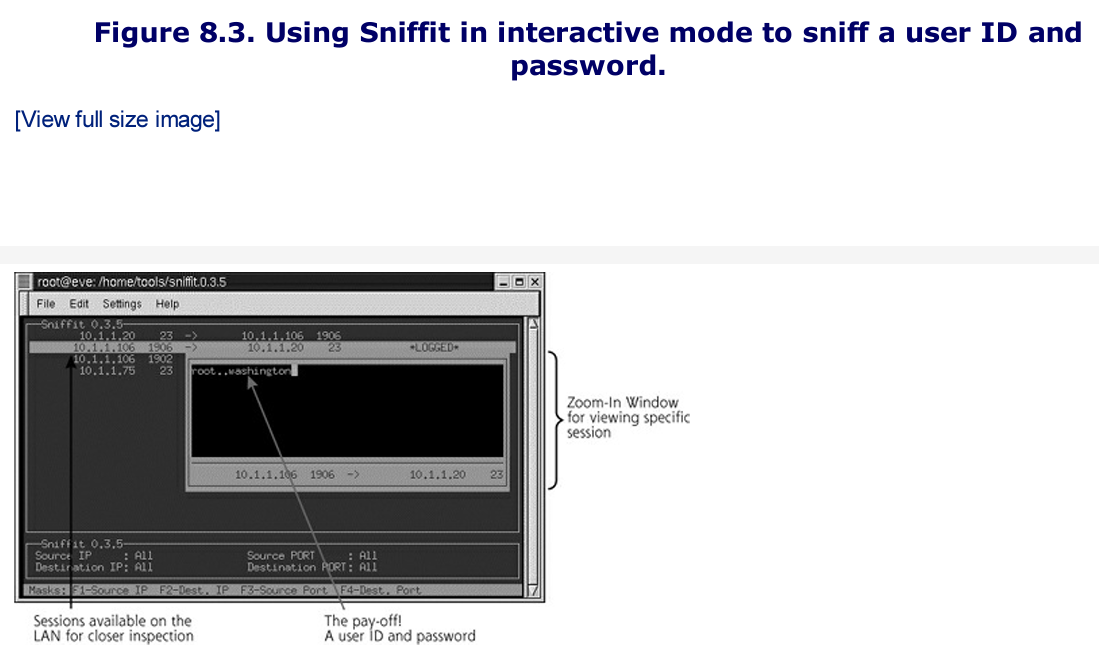 Figure 8.3. Using Sniffit in interactive mode to sniff a user ID and
password.
[View full size image]
root@eve: /home/tools/sniffit.0.3.5
File Edit Settings Help
Sniffit 0.3.5
10.1.1.20 23 -> 10.1.1.106 1906
10.1.1.106 1906 -> 10.1.1.20 23 *LOGGED*
10.1.1.106 1902
10.1.1.75 23
root..washington
10.1.1.106 1906 -> 10.1.1.20 23
Zoom-In Window
for viewing specific
session
Sniffit 0.3.5
Source IP : All Source PORT : All
Destination IP: All Destination PORT: All
Masks: F1-Source IP F2-Dest. IP F3-Source Port F4-Dest. Port
Sessions available on the
LAN for closer inspection
The pay-off!
A user ID and password